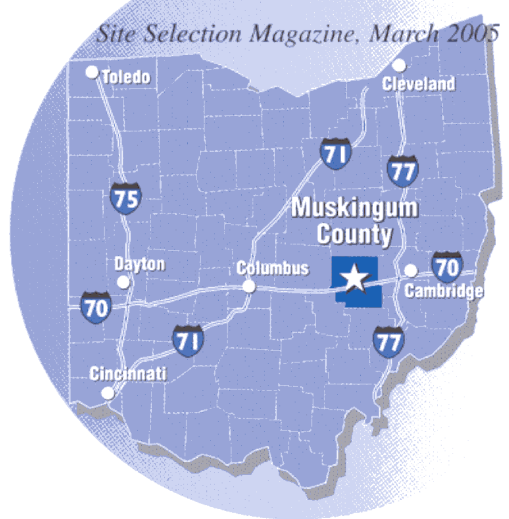 Site Selection Magazine, March 2005
Toledo
Cleveland
71
77
75
Muskingum
County
Dayton
Columbus
70
Cambridge
70
71
77
Cincinnati